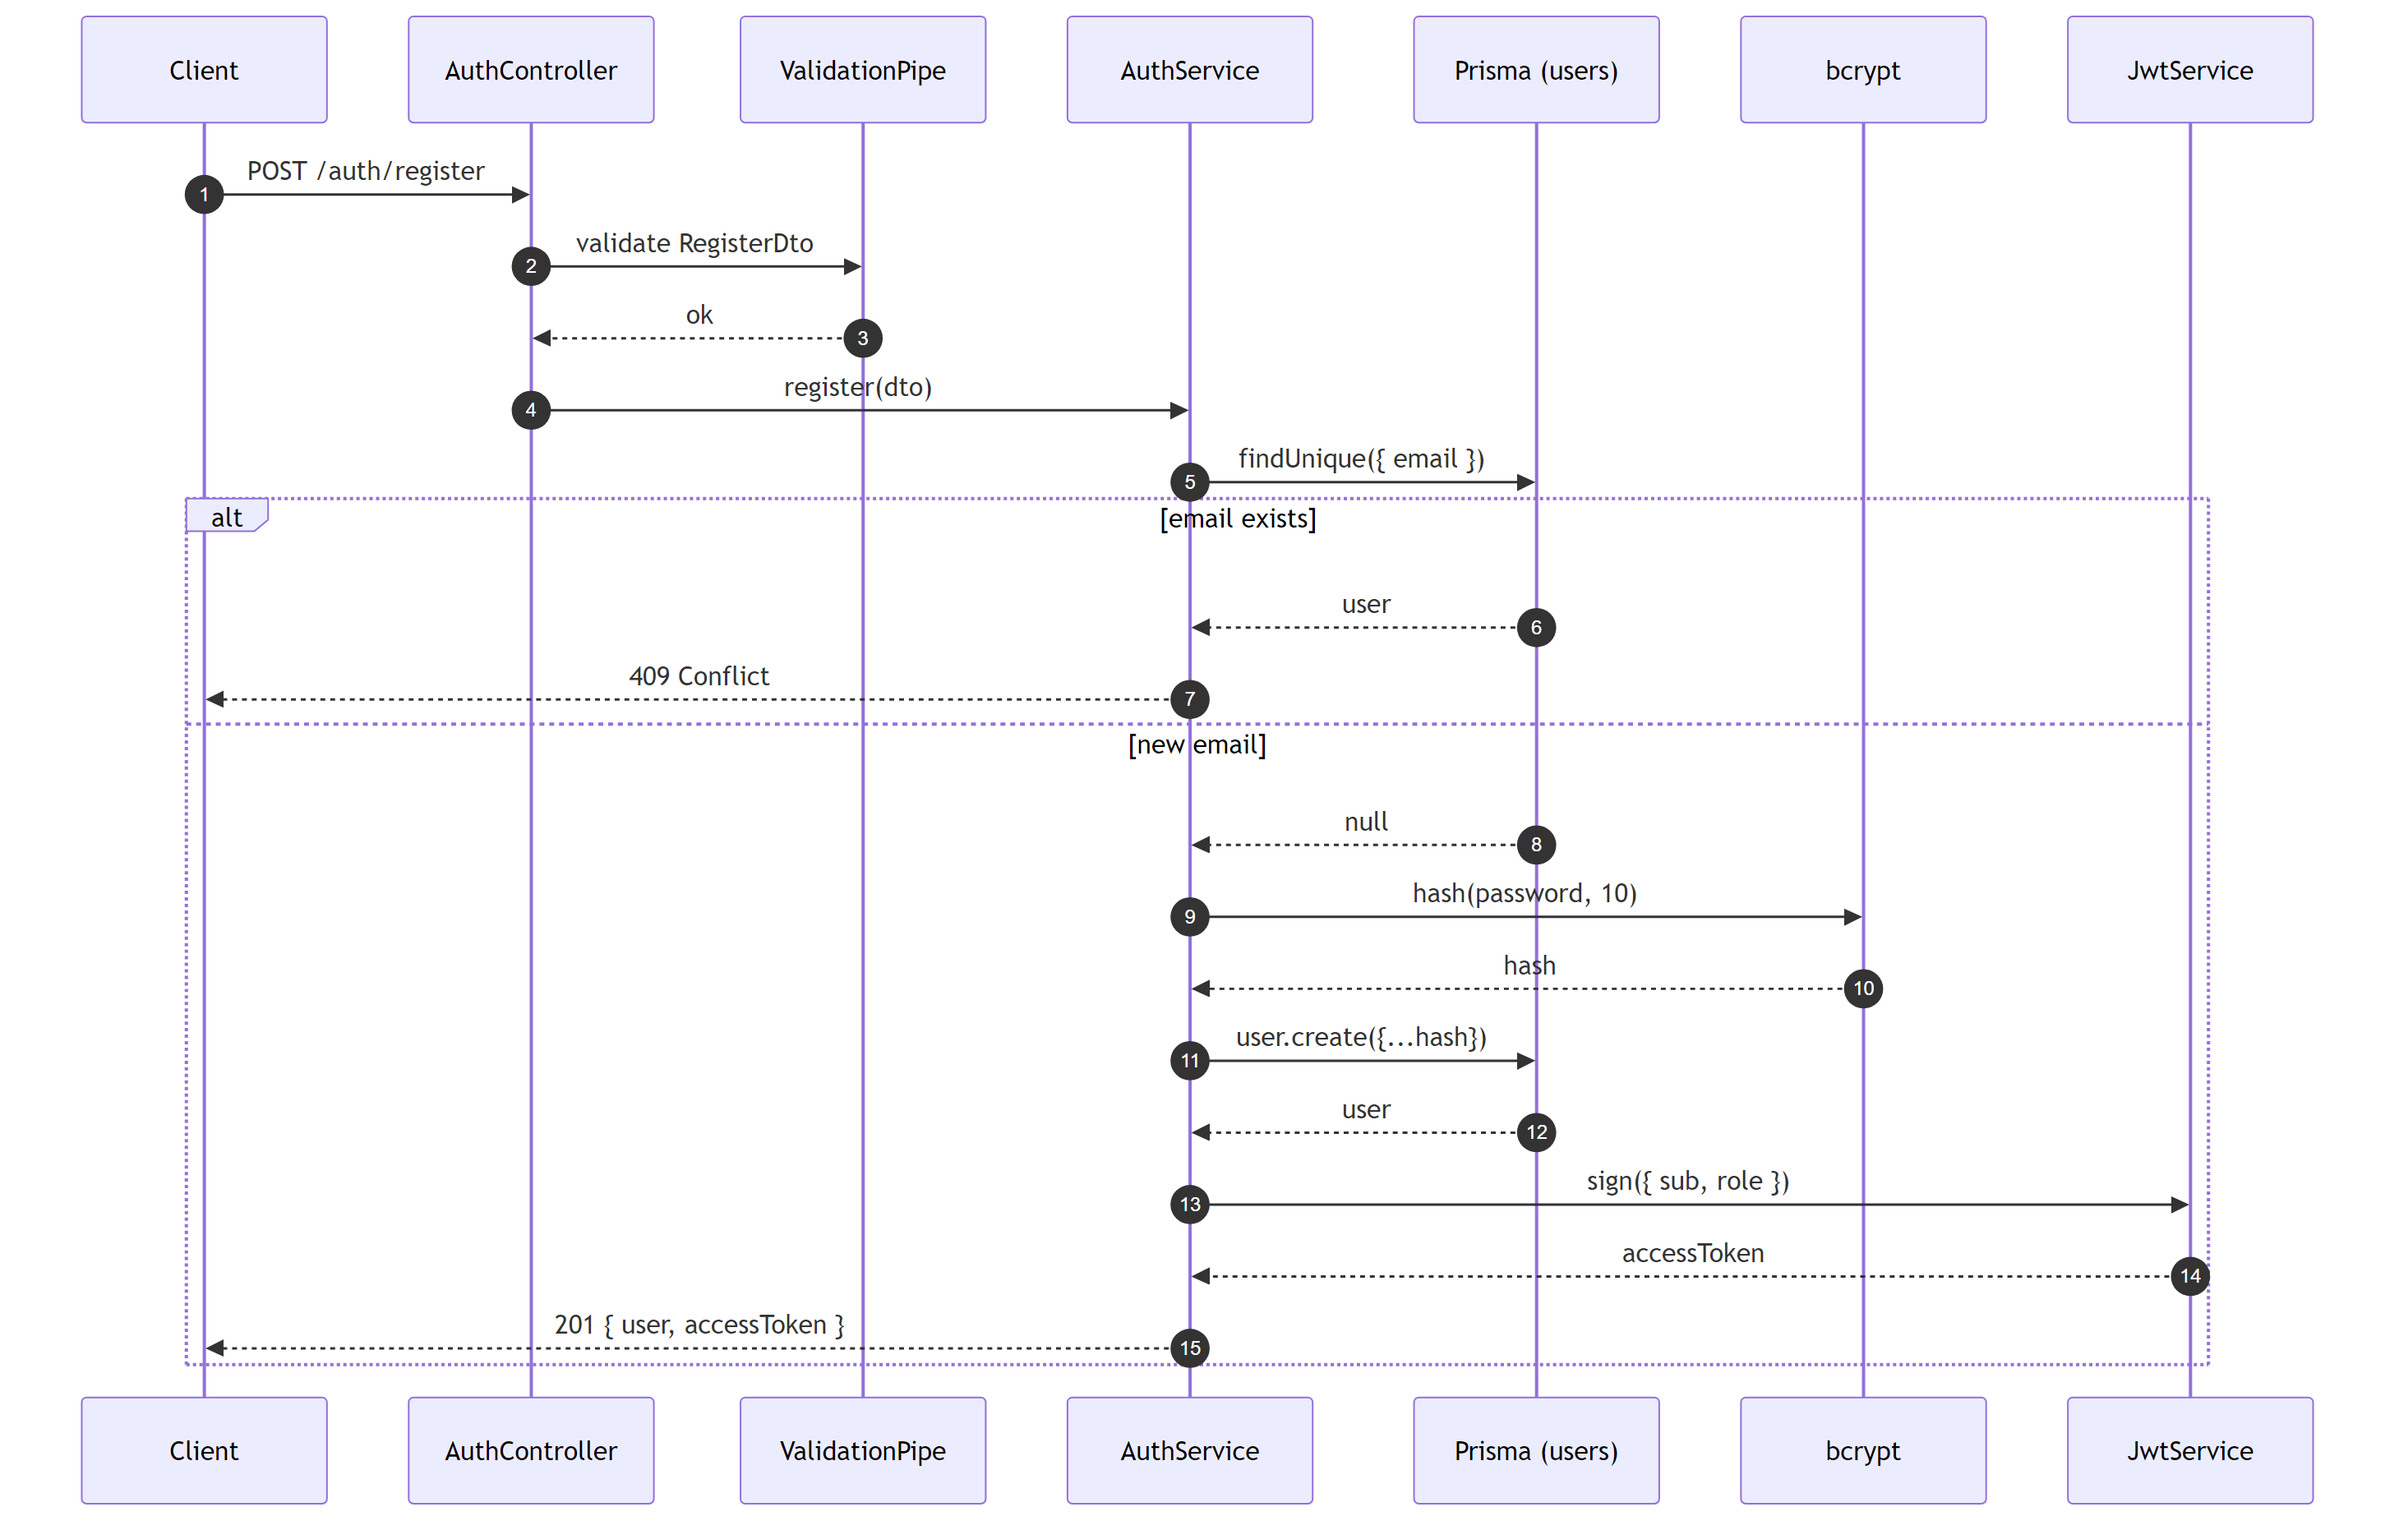 Client
AuthController
ValidationPipe
AuthService
Prisma (users)
bcrypt
JwtService
POST /auth/register
1
validate RegisterDto
2
ok
3
register(dto)
4
findUnique({ email })
5
alt
[email exists]
user
6
409 Conflict
7
[new email]
null
8
hash(password, 10)
9
hash
10
user.create({...hash})
11
user
12
sign({ sub, role })
13
accessToken
14
201 { user, accessToken }
15
Client
AuthController
ValidationPipe
AuthService
Prisma (users)
bcrypt
JwtService